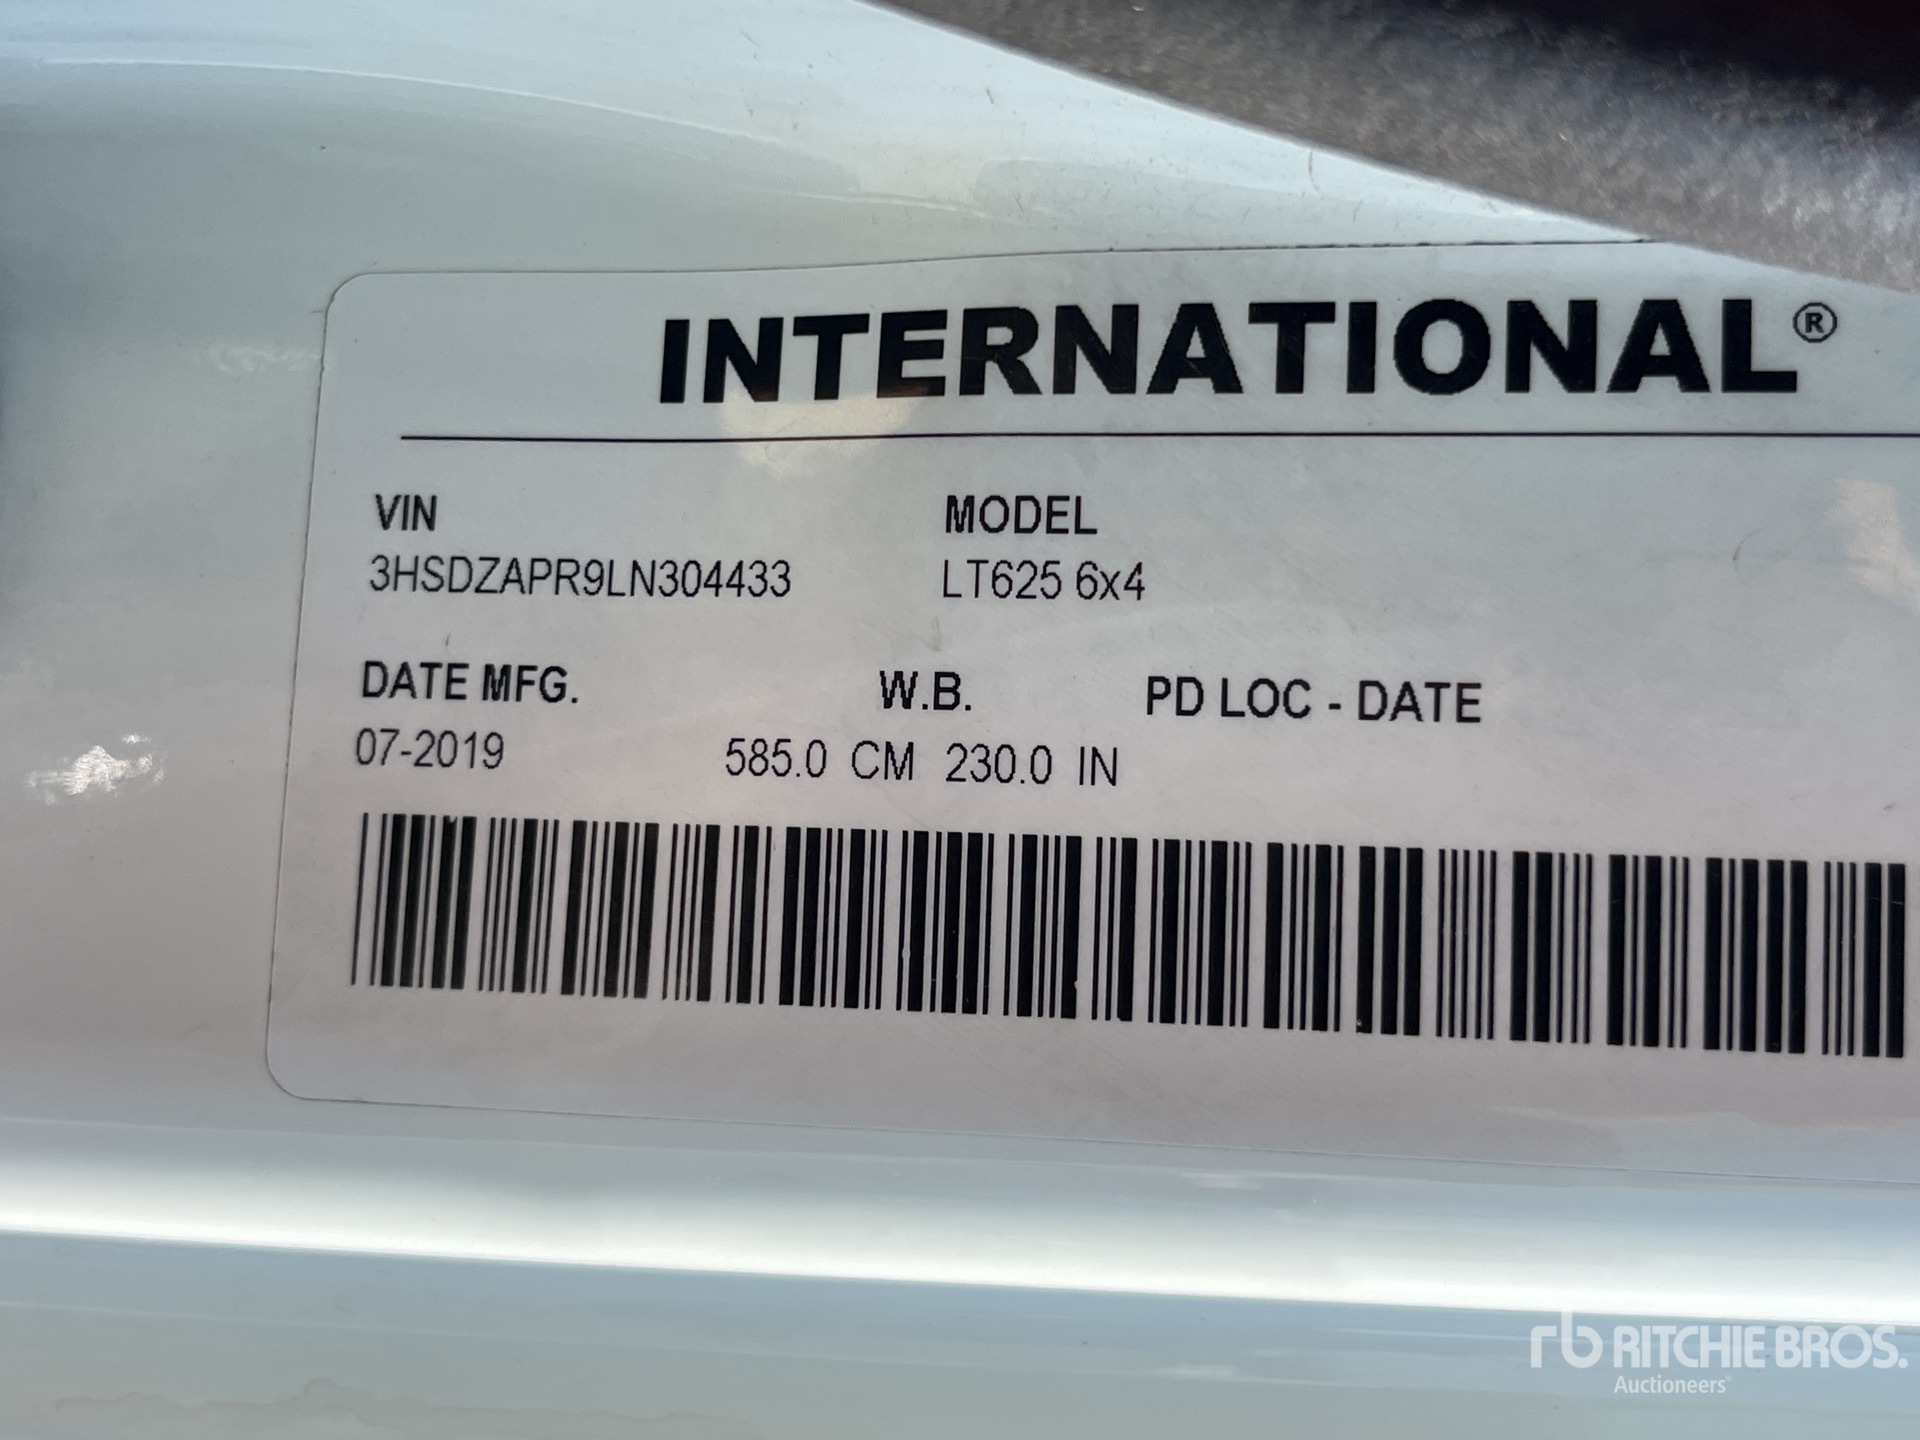 INTERNATIONAL®
VIN MODEL
3HSDZAPR9LN304433 LT625 6x4
DATE MFG. W.B. PD LOC - DATE
07-2019 585.0 CM 230.0 IN
rb RITCHIE BROS.
Auctioneers